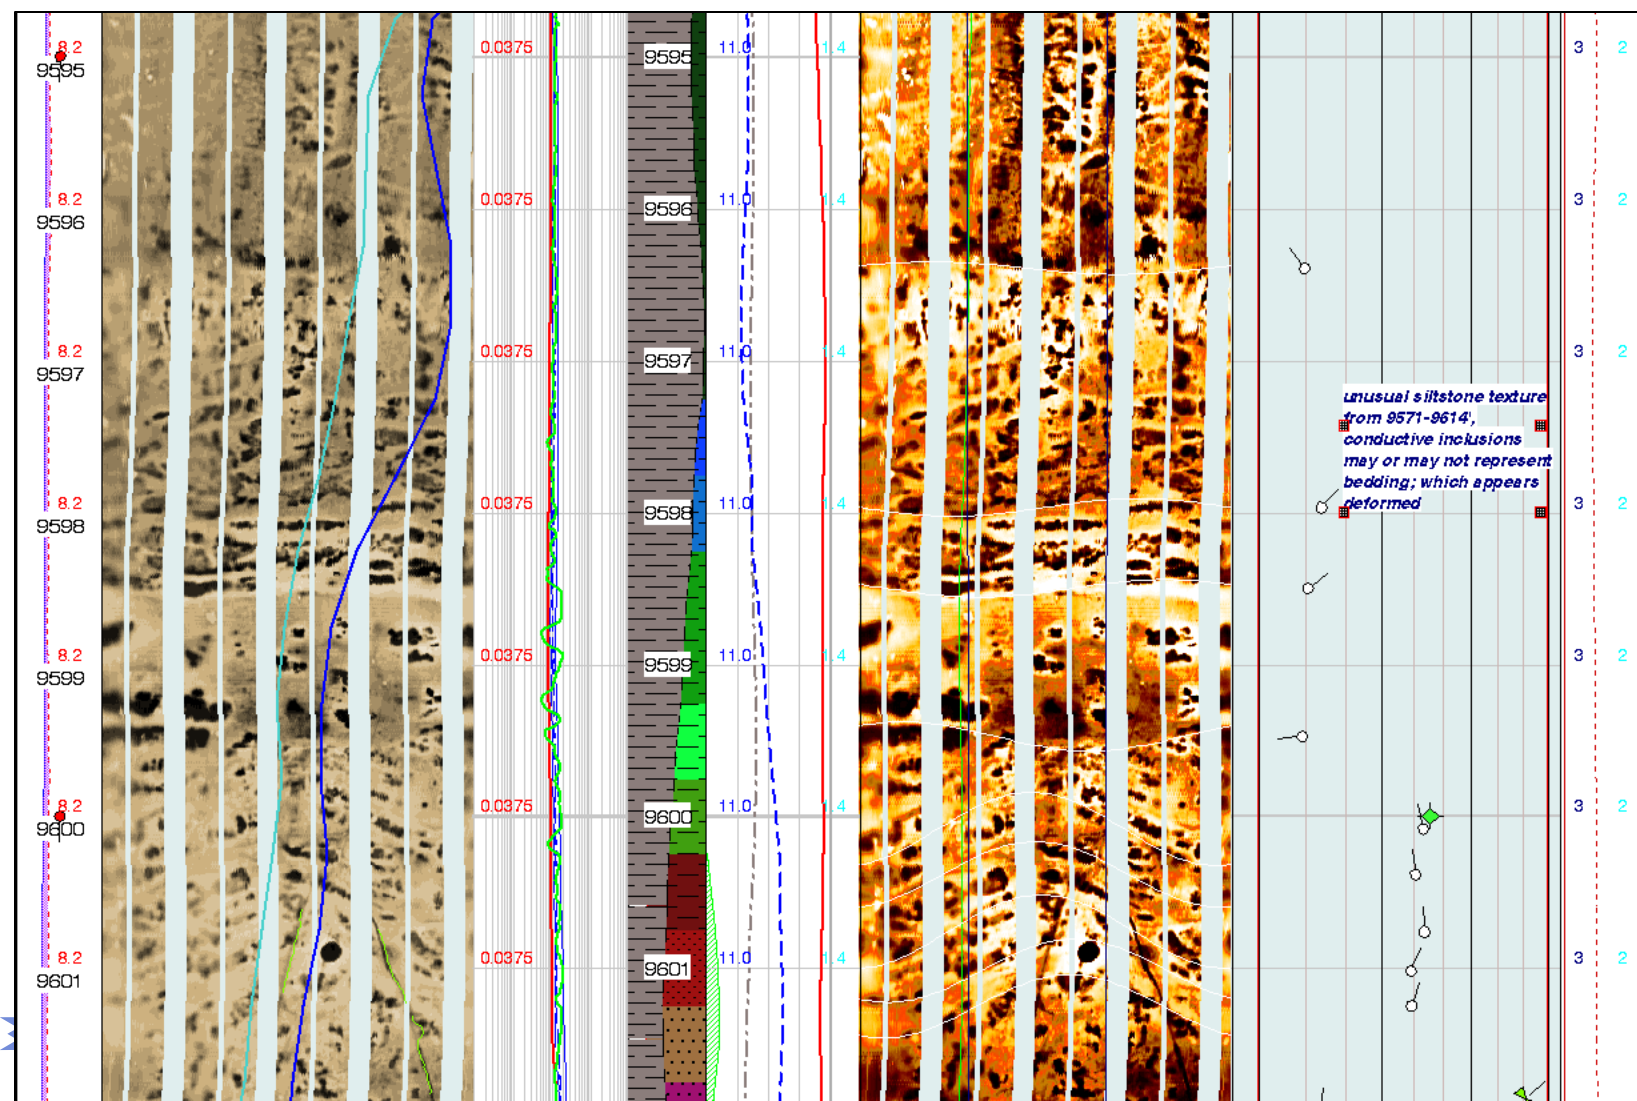 8.2 0.0375 9595 11.0 1.4 3 2
9595
8.2 0.0375 9596 11.0 1.4 3 2
9596
8.2 0.0375 9597 11.0 1.4 3 2
9597
unusual siltstone texture
from 9571-9614',
conductive inclusions
may or may not represent
bedding; which appears
deformed
8.2 0.0375 9598 11.0 1.4 3 2
9598
8.2 0.0375 9599 11.0 1.4 3 2
9599
8.2 0.0375 9600 11.0 1.4 3 2
9600
8.2 0.0375 9601 11.0 1.4 3 2
9601